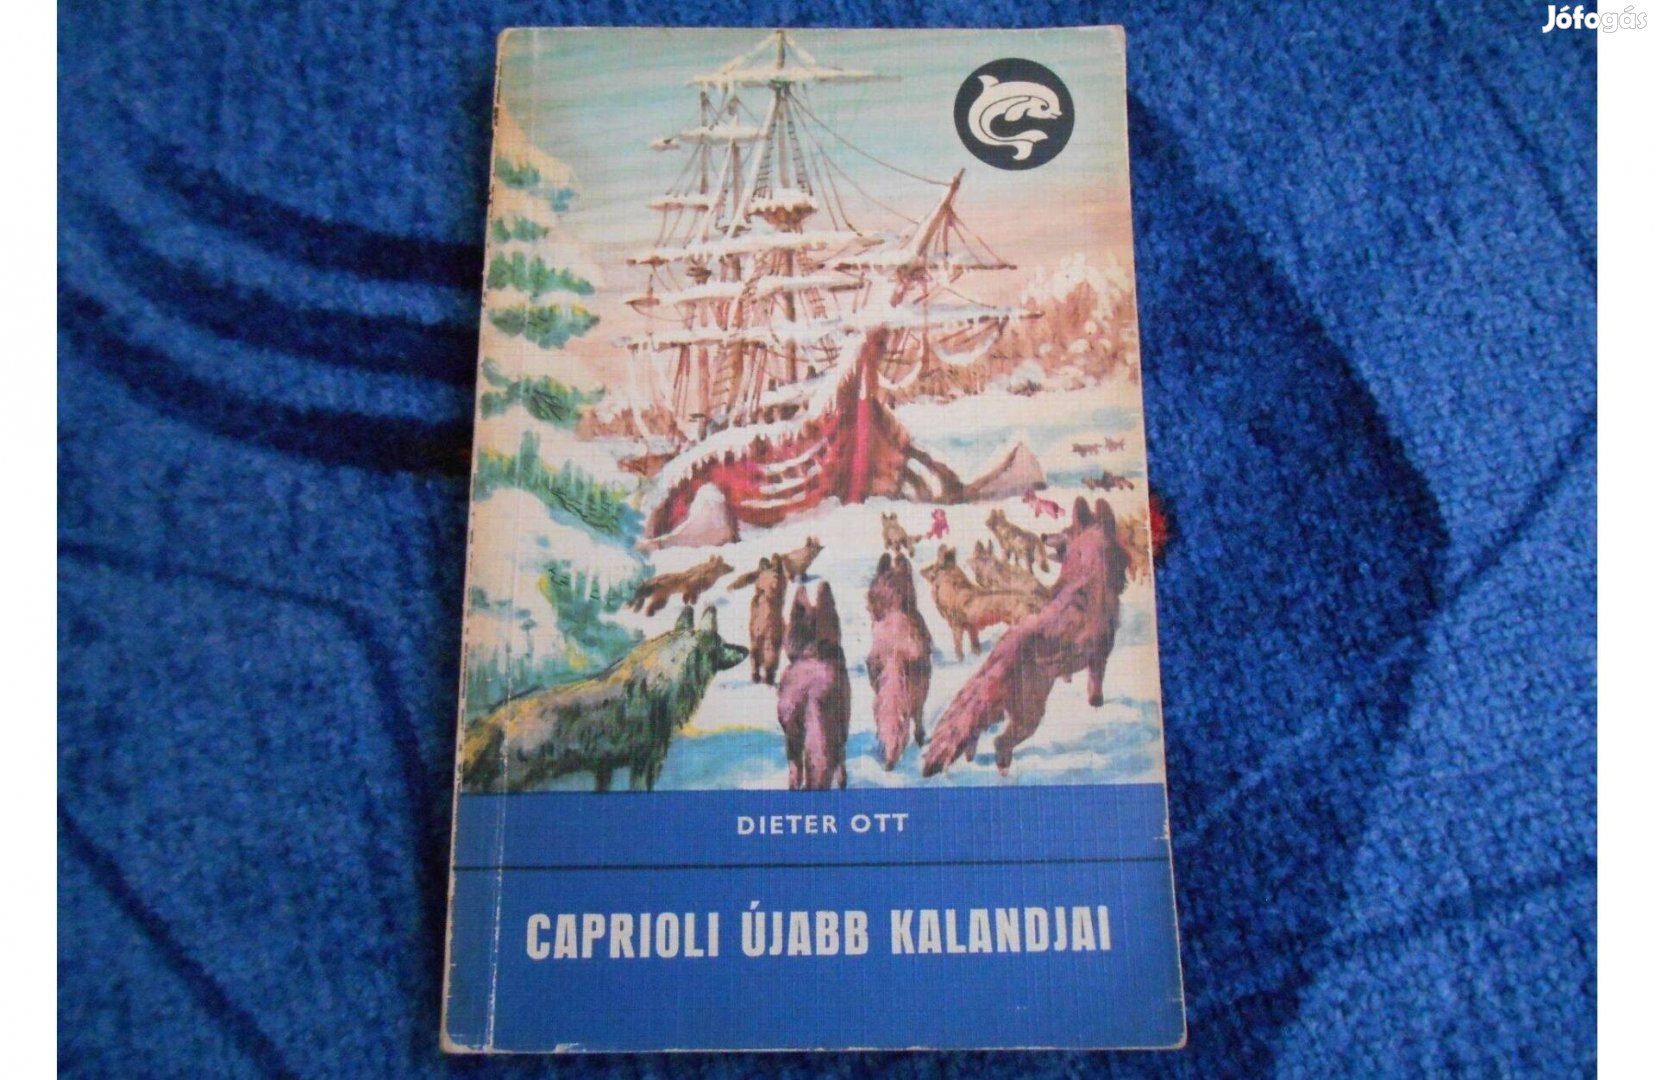 Jófogás
DIETER OTT
CAPRIOLI ÚJABB KALANDJAI